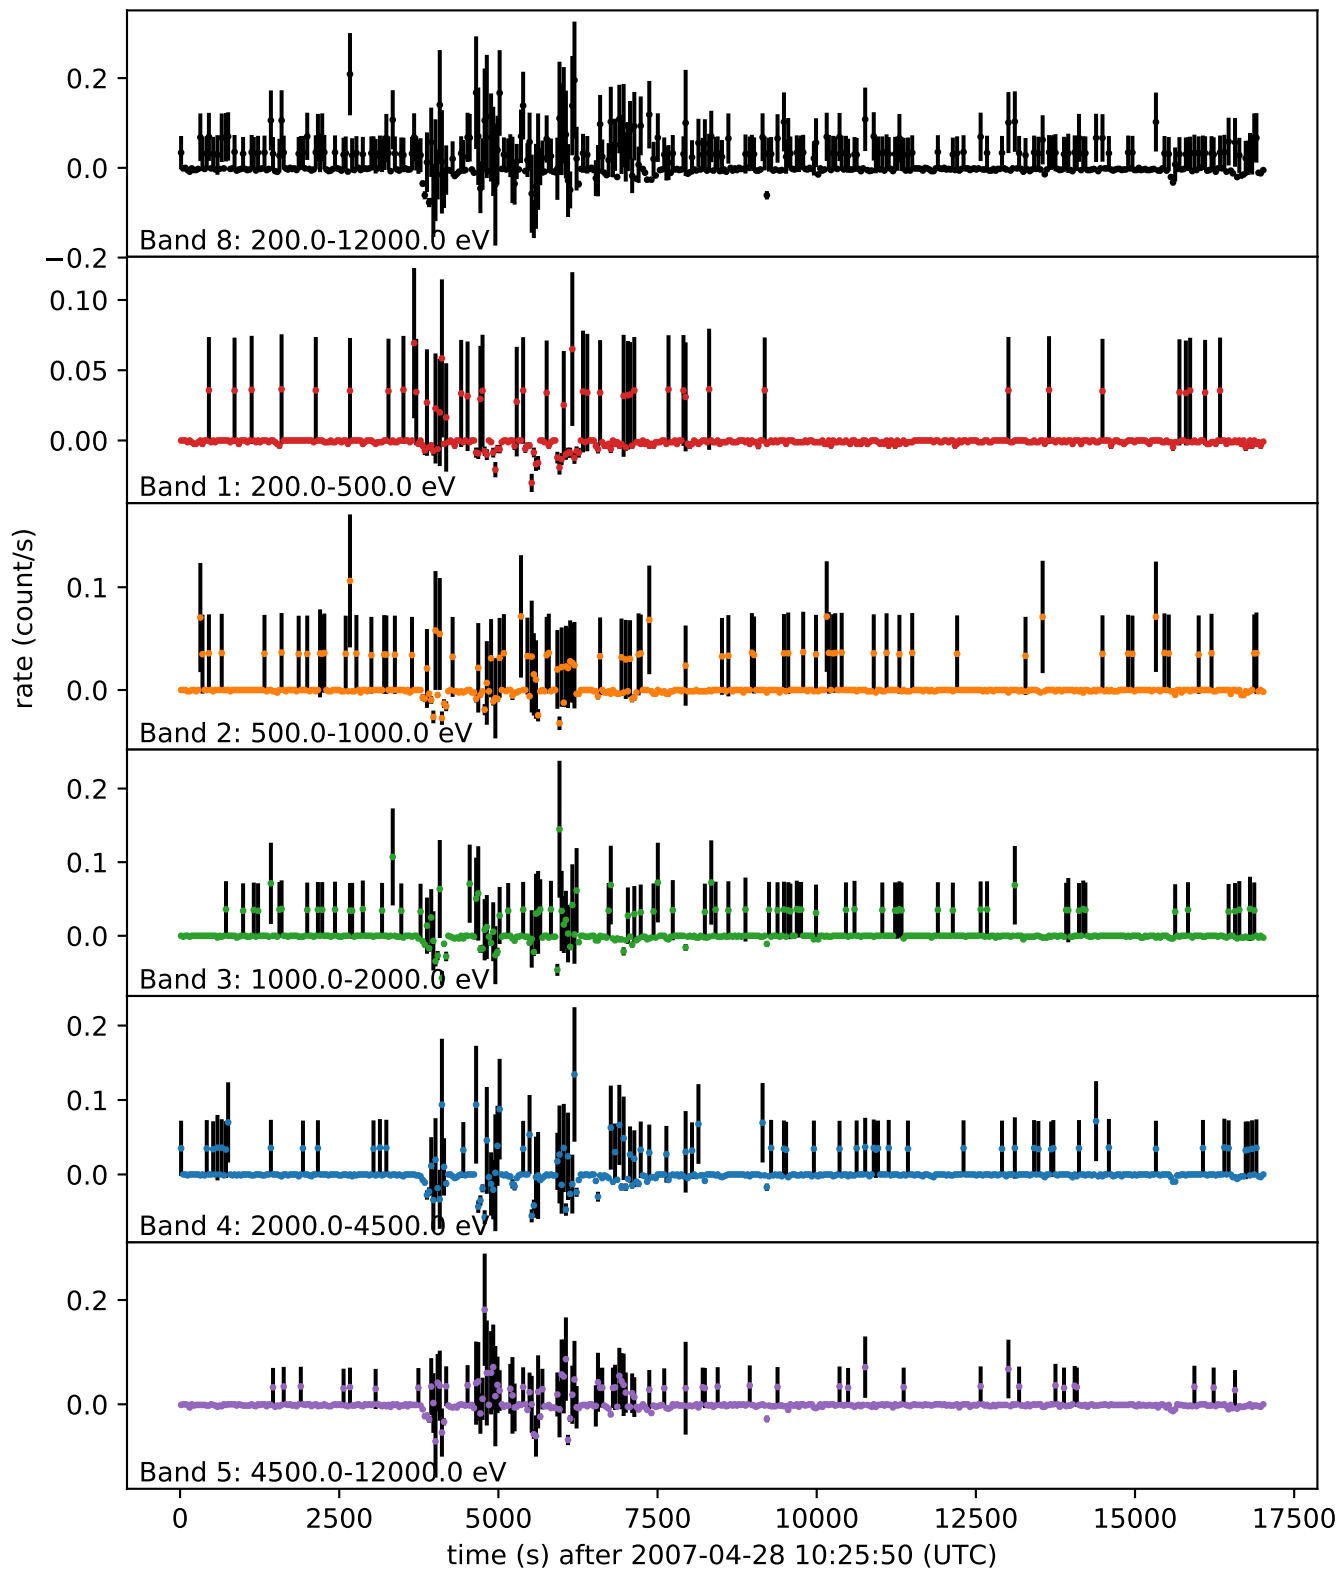 0.2
0.0
−0.2
Band 8: 200.0-12000.0 eV
0.10
0.05
0.00
Band 1: 200.0-500.0 eV
0.1
0.0
Band 2: 500.0-1000.0 eV
0.2
0.1
0.0
Band 3: 1000.0-2000.0 eV
0.2
0.1
0.0
Band 4: 2000.0-4500.0 eV
0.2
0.0
Band 5: 4500.0-12000.0 eV
rate (count/s)
0 2500 5000 7500 10000 12500 15000 17500
time (s) after 2007-04-28 10:25:50 (UTC)